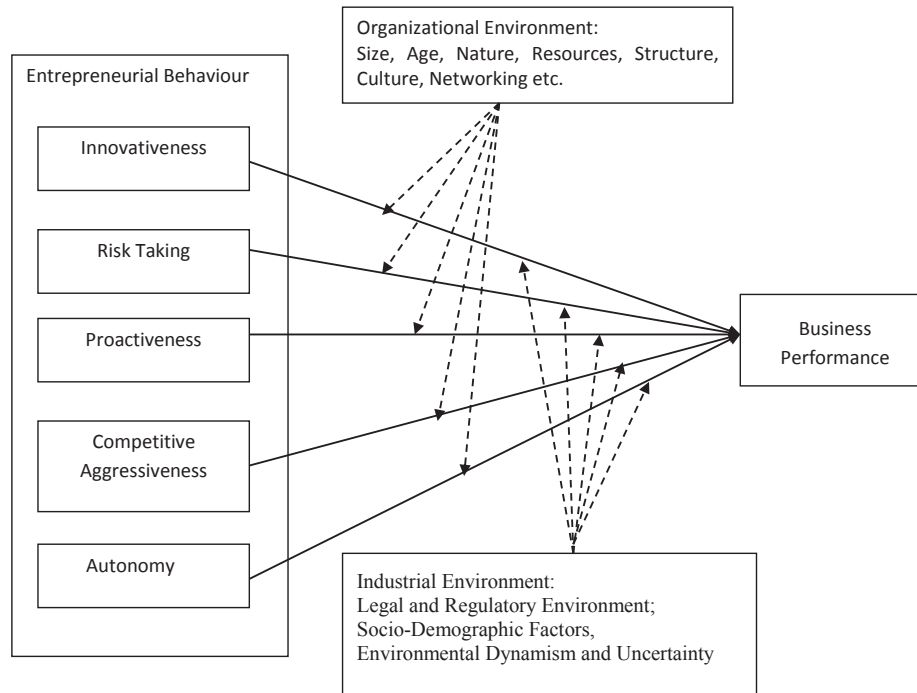 Organizational Environment:
Size, Age, Nature, Resources, Structure,
Culture, Networking etc.
Entrepreneurial Behaviour
Innovativeness
Risk Taking
Proactiveness
Competitive
Aggressiveness
Autonomy
Business
Performance
Industrial Environment:
Legal and Regulatory Environment;
Socio-Demographic Factors,
Environmental Dynamism and Uncertainty